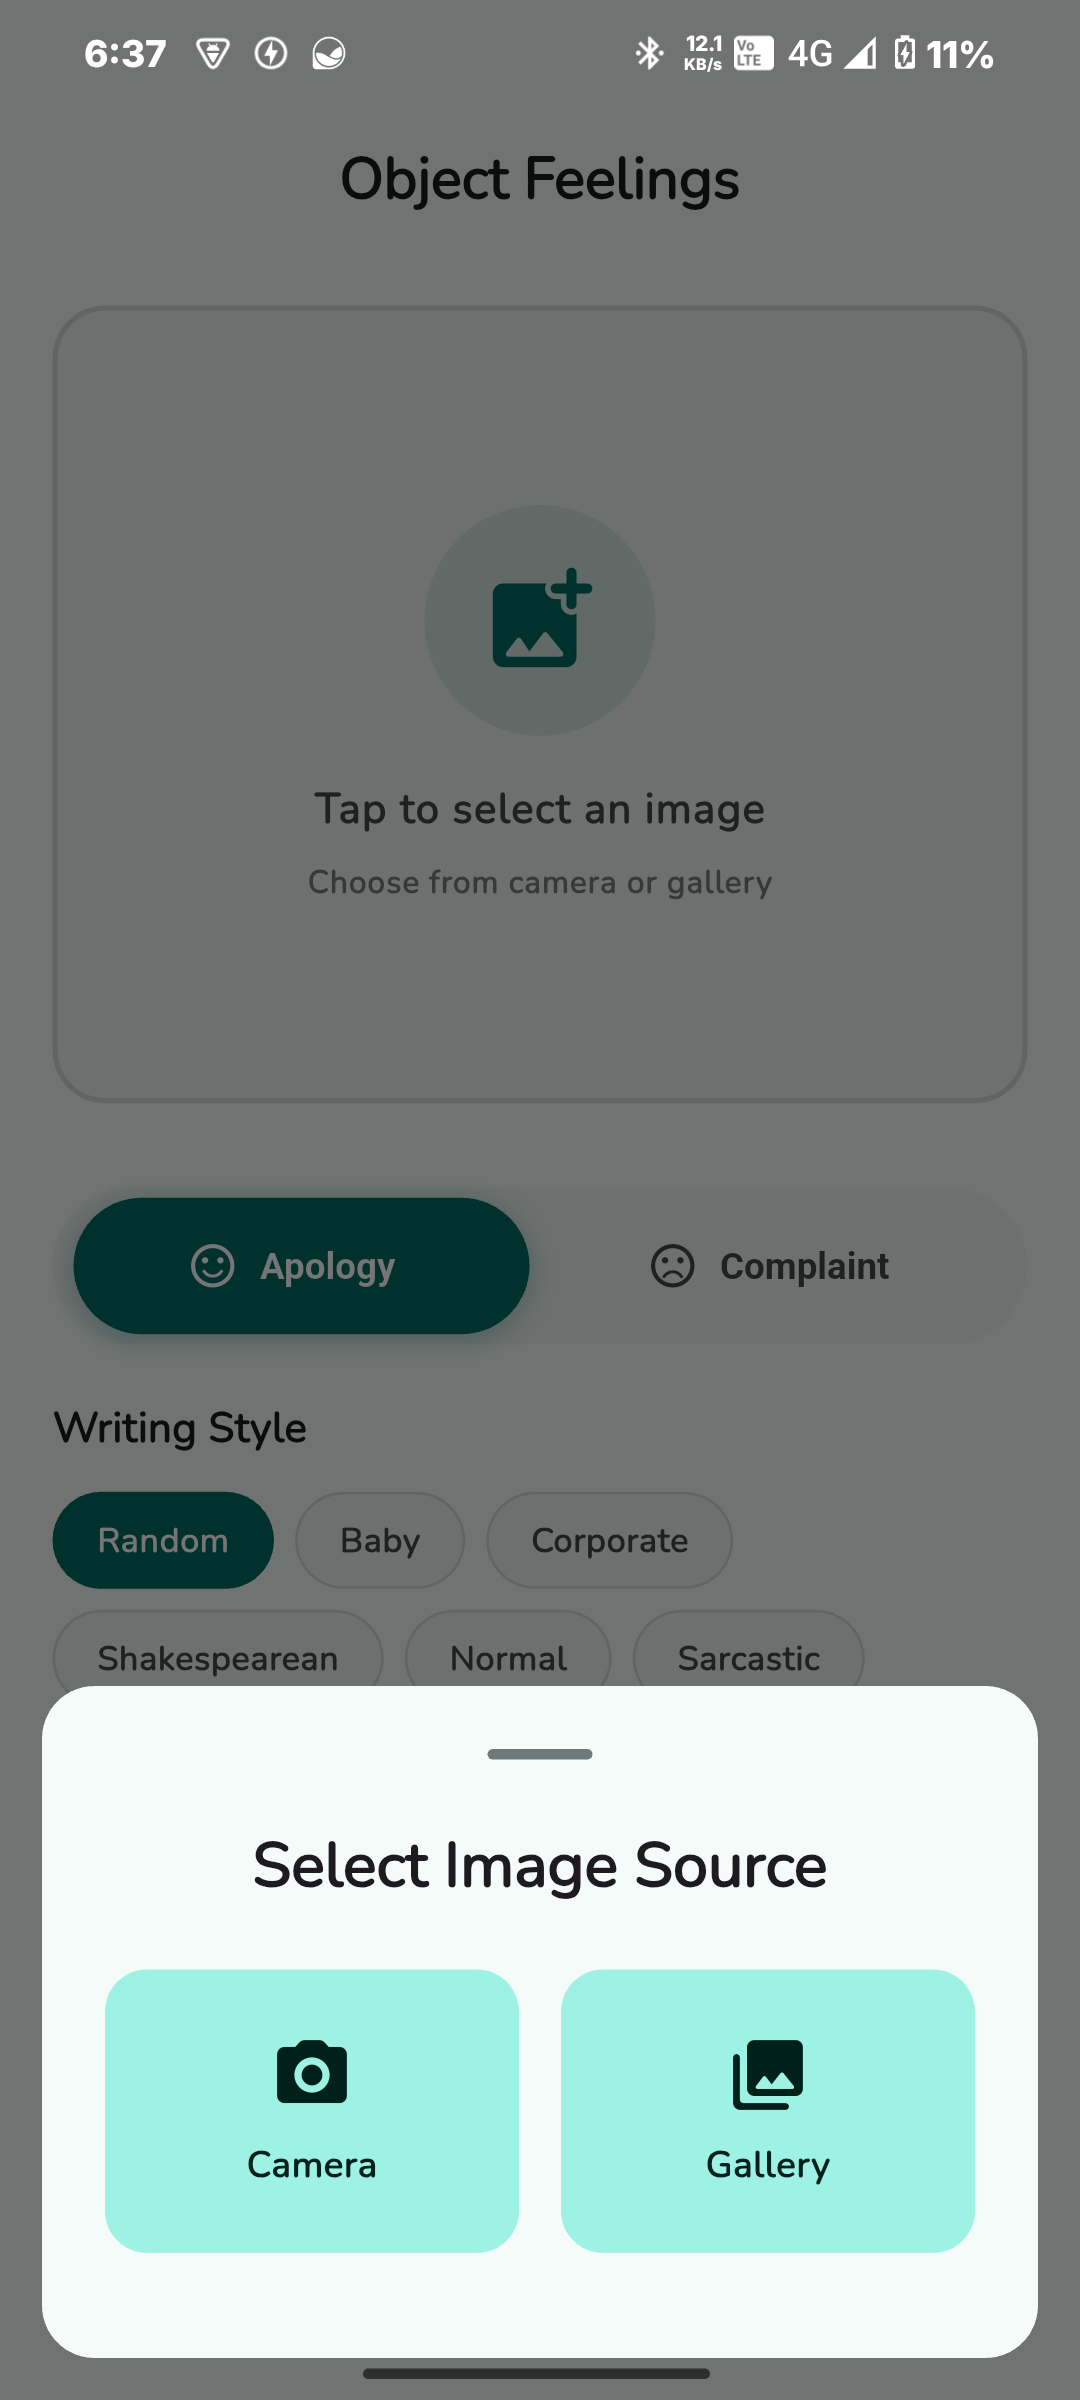 6:37 12.1 KB/s Vo LTE 4G 11%
Object Feelings
Tap to select an image
Choose from camera or gallery
Apology Complaint
Writing Style
Random Baby Corporate
Shakespearean Normal Sarcastic
Select Image Source
Camera Gallery